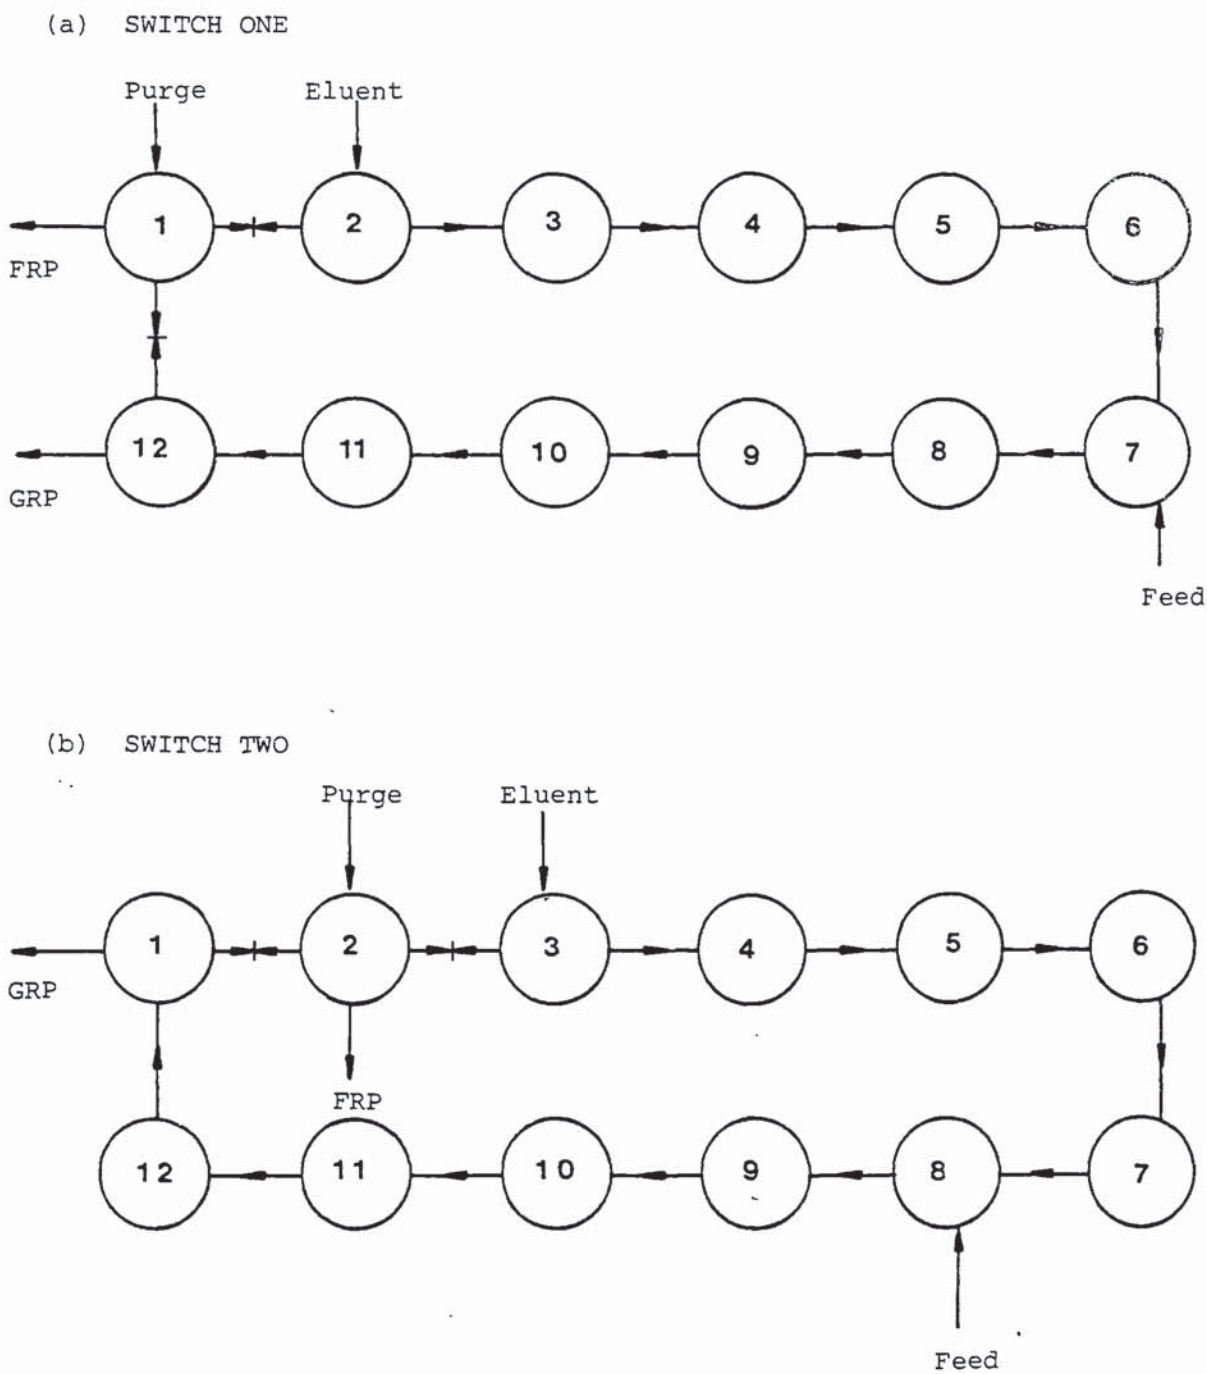 (a) SWITCH ONE
Purge Eluent
1 2 3 4 5 6
FRP
12 11 10 9 8 7
GRP
Feed
(b) SWITCH TWO
Purge Eluent
1 2 3 4 5 6
GRP
FRP
12 11 10 9 8 7
Feed